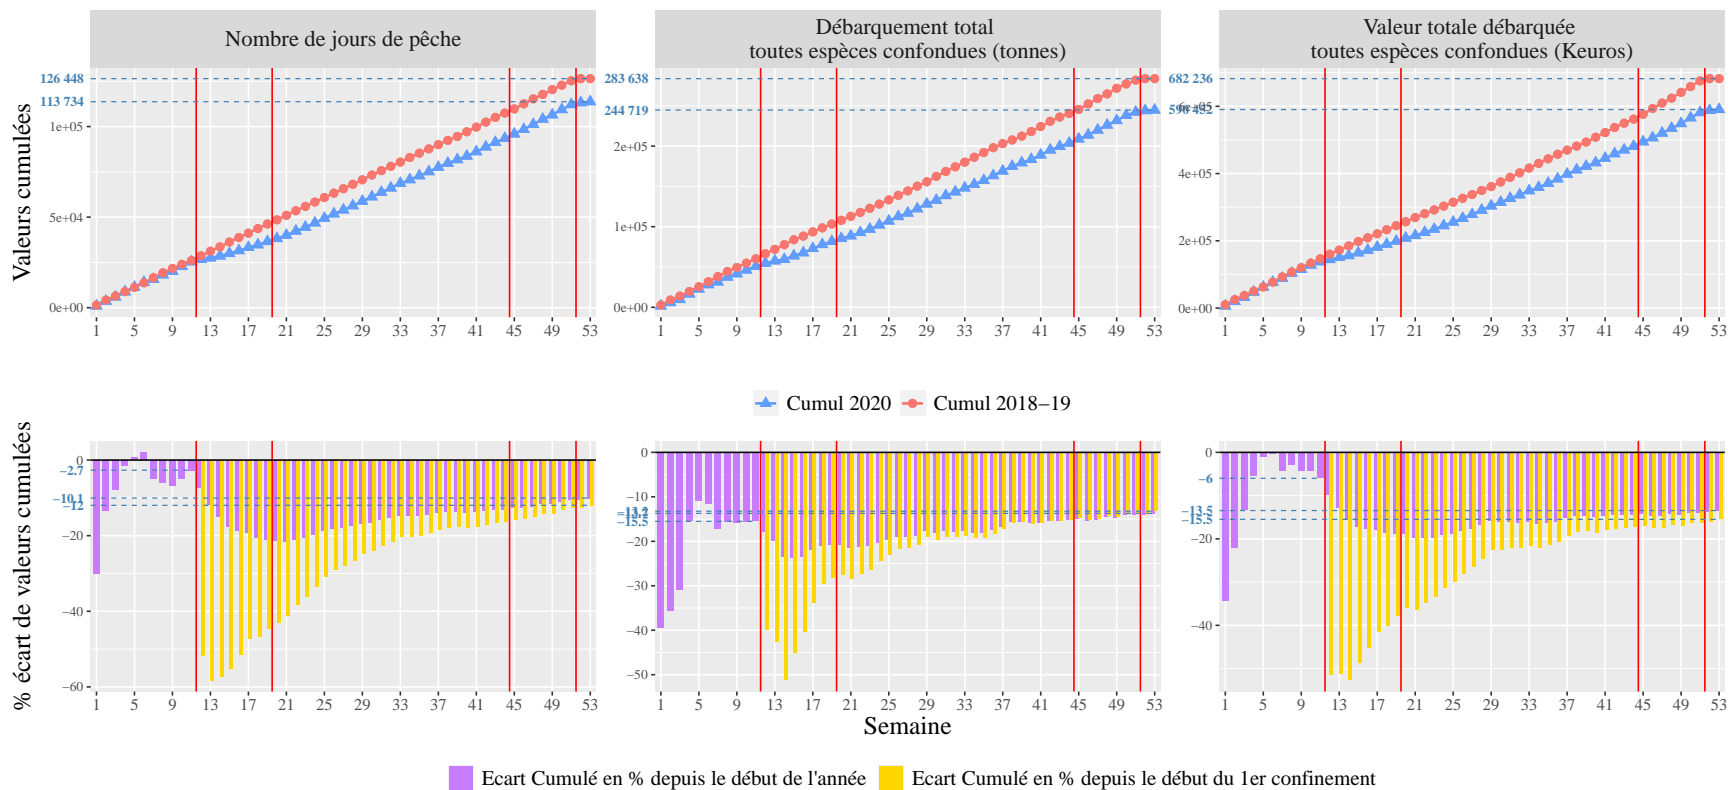 Nombre de jours de pêche
Débarquement total
toutes espèces confondues (tonnes)
Valeur totale débarquée
toutes espèces confondues (Keuros)
Valeurs cumulées
126 448
113 734
1e+05
5e+04
0e+00
1 5 9 13 17 21 25 29 33 37 41 45 49 53
283 638
244 719
2e+05
1e+05
0e+00
1 5 9 13 17 21 25 29 33 37 41 45 49 53
682 236
4e+05
2e+05
0e+00
1 5 9 13 17 21 25 29 33 37 41 45 49 53
Cumul 2020 Cumul 2018−19
% écart de valeurs cumulées
0
−2.7
−10.1
−12
−20
−40
−60
1 5 9 13 17 21 25 29 33 37 41 45 49 53
0
−10
−15.5
−20
−30
−40
−50
1 5 9 13 17 21 25 29 33 37 41 45 49 53
0
−6
−13.5
−15.5
−20
−40
1 5 9 13 17 21 25 29 33 37 41 45 49 53
Semaine
Ecart Cumulé en % depuis le début de l'année Ecart Cumulé en % depuis le début du 1er confinement